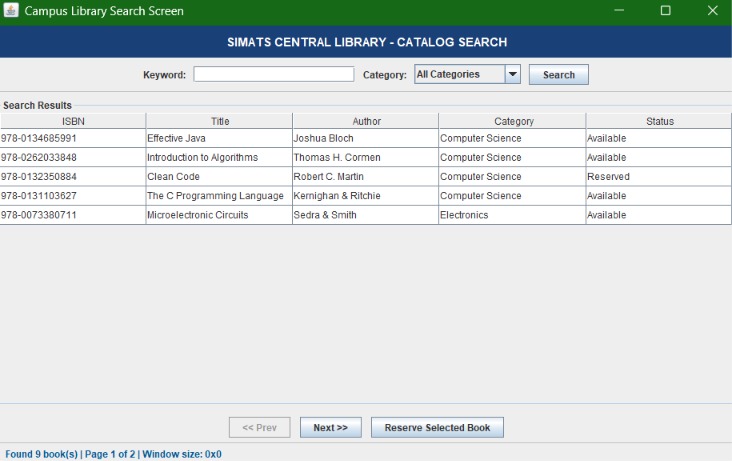 Campus Library Search Screen
SIMATS CENTRAL LIBRARY - CATALOG SEARCH
Keyword: Category: All Categories Search
Search Results
ISBN Title Author Category Status
978-0134685991 Effective Java Joshua Bloch Computer Science Available
978-0262033848 Introduction to Algorithms Thomas H. Cormen Computer Science Available
978-0132350884 Clean Code Robert C. Martin Computer Science Reserved
978-0131103627 The C Programming Language Kernighan & Ritchie Computer Science Available
978-0073380711 Microelectronic Circuits Sedra & Smith Electronics Available
<< Prev Next >> Reserve Selected Book
Found 9 book(s) | Page 1 of 2 | Window size: 0x0